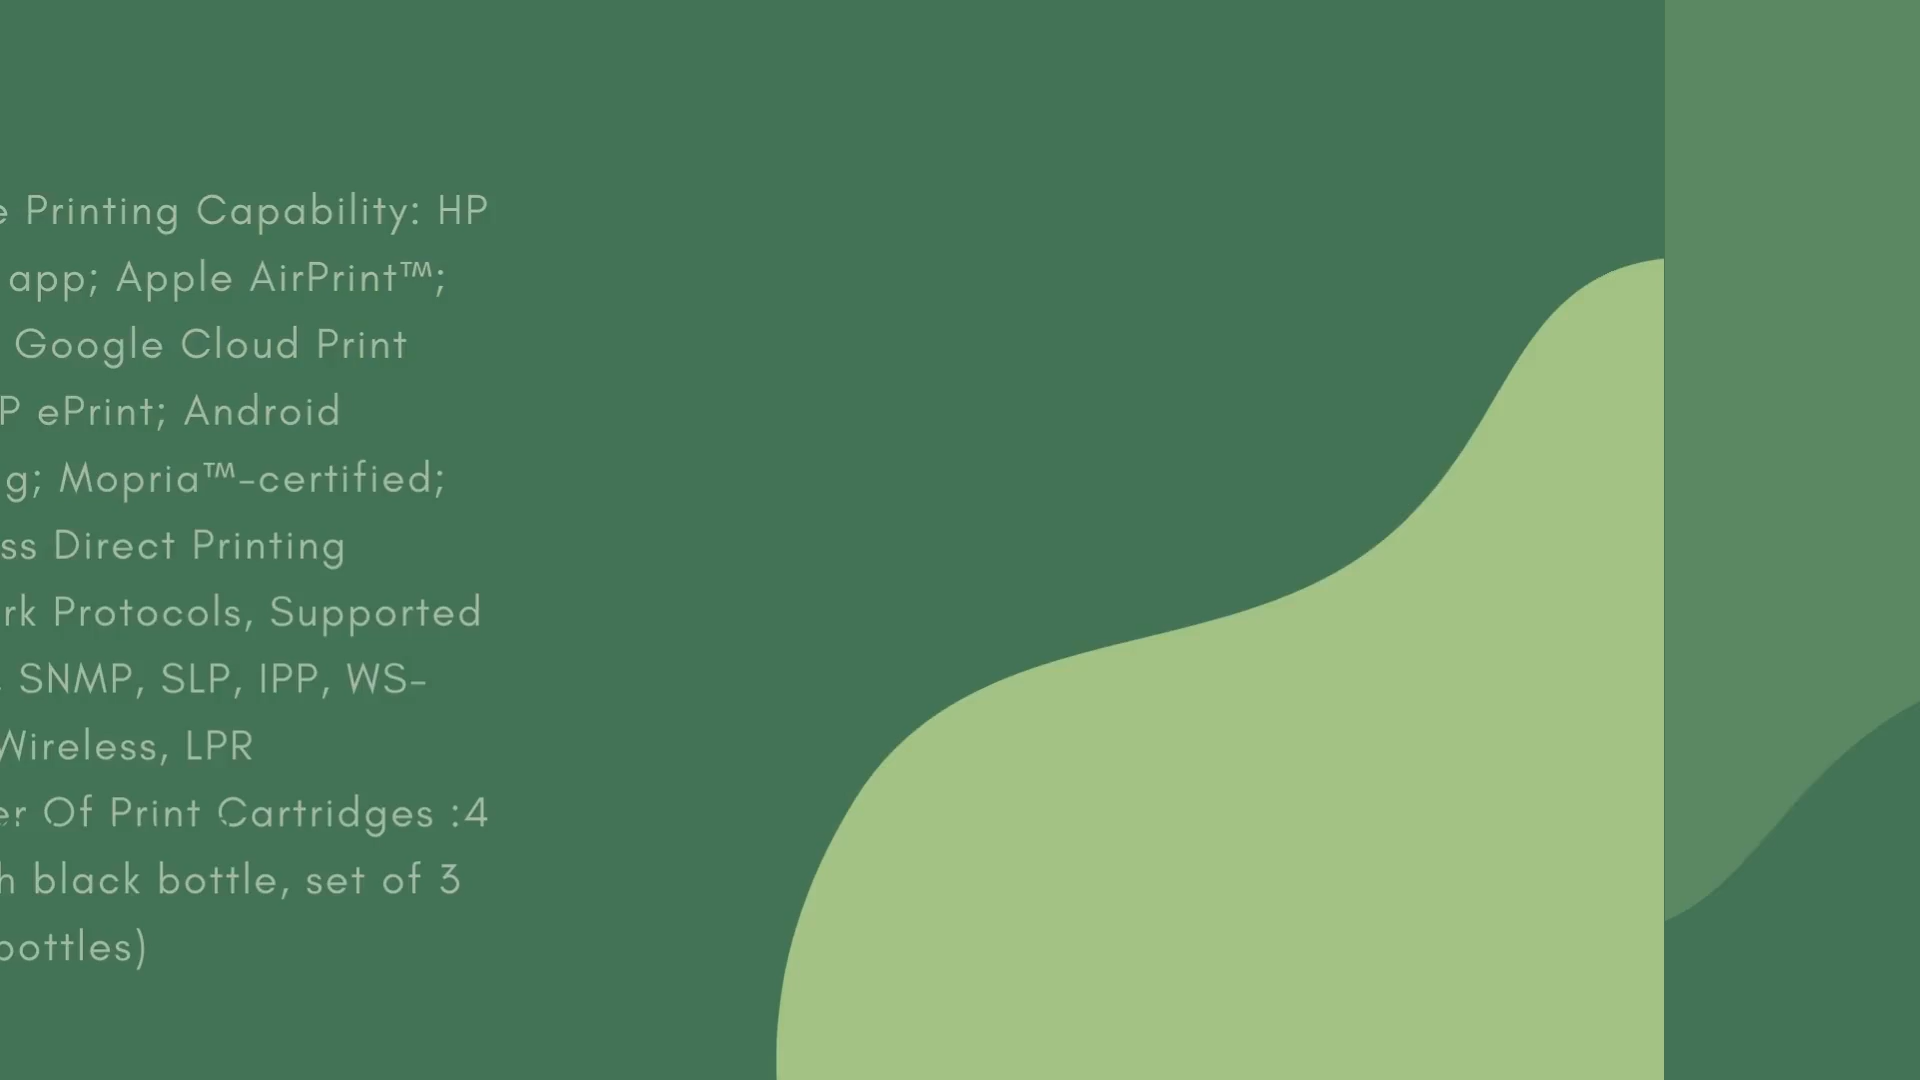 e Printing Capability: HP
app; Apple AirPrint™;
Google Cloud Print
P ePrint; Android
g; Mopria™-certified;
ss Direct Printing
rk Protocols, Supported
SNMP, SLP, IPP, WS-
Wireless, LPR
er Of Print Cartridges :4
h black bottle, set of 3
bottles)